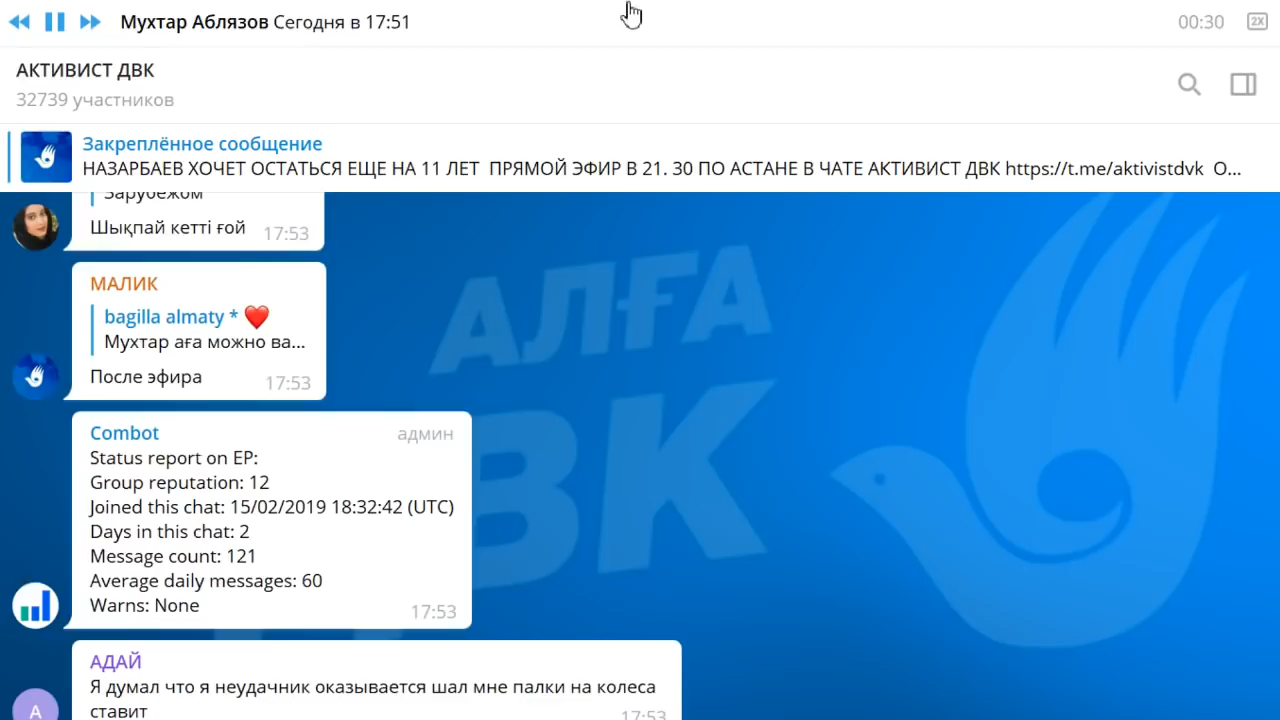 Мухтар Аблязов Сегодня в 17:51
00:30
2X
АКТИВИСТ ДВК
32739 участников
Закреплённое сообщение
НАЗАРБАЕВ ХОЧЕТ ОСТАТЬСЯ ЕЩЕ НА 11 ЛЕТ ПРЯМОЙ ЭФИР В 21. 30 ПО АСТАНЕ В ЧАТЕ АКТИВИСТ ДВК https://t.me/aktivistdvk О...
Зарубежом
Шықпай кетті ғой 17:53
МАЛИК
bagilla almaty * ❤️
Мухтар аға можно ва...
После эфира 17:53
Combot админ
Status report on EP:
Group reputation: 12
Joined this chat: 15/02/2019 18:32:42 (UTC)
Days in this chat: 2
Message count: 121
Average daily messages: 60
Warns: None 17:53
АДАЙ
Я думал что я неудачник оказывается шал мне палки на колеса
ставит 17:53
А
АЛҒА
ДВК